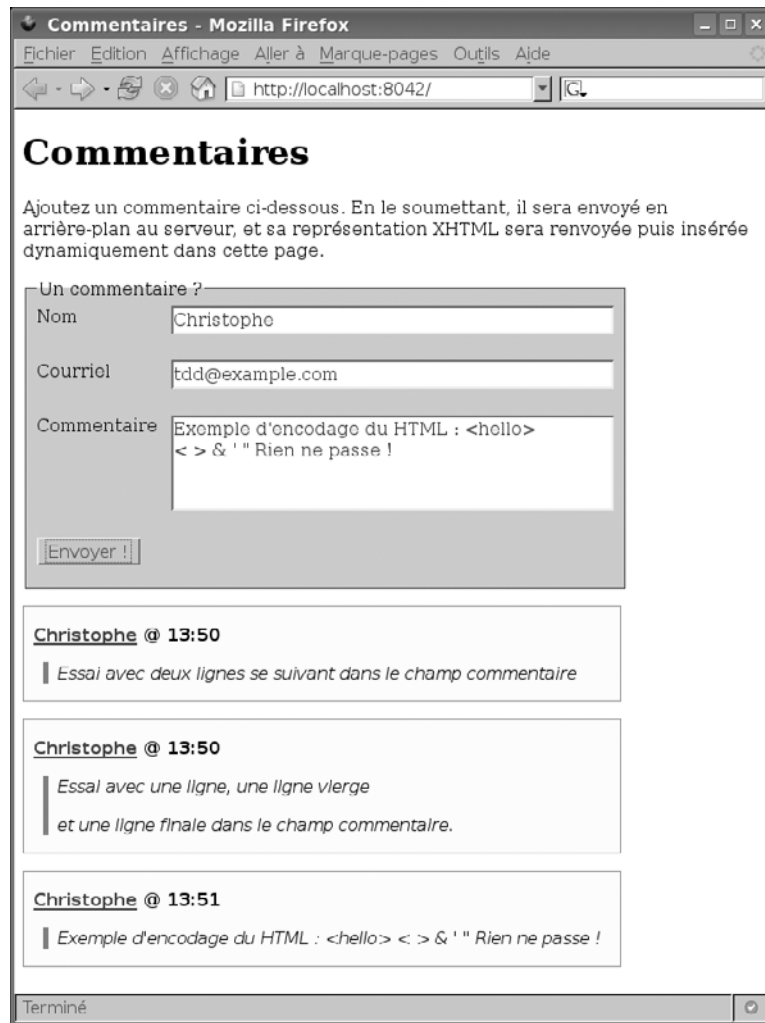 Commentaires - Mozilla Firefox
Fichier Edition Affichage Aller à Marque-pages Outils Aide
http://localhost:8042/ G
Commentaires
Ajoutez un commentaire ci-dessous. En le soumettant, il sera envoyé en
arrière-plan au serveur, et sa représentation XHTML sera renvoyée puis insérée
dynamiquement dans cette page.
Un commentaire ?
Nom Christophe
Courriel tdd@example.com
Commentaire Exemple d'encodage du HTML : <hello>
< > & ' " Rien ne passe !
Envoyer !
Christophe @ 13:50
Essai avec deux lignes se suivant dans le champ commentaire
Christophe @ 13:50
Essai avec une ligne, une ligne vierge
et une ligne finale dans le champ commentaire.
Christophe @ 13:51
Exemple d'encodage du HTML : <hello> < > & ' " Rien ne passe !
Terminé